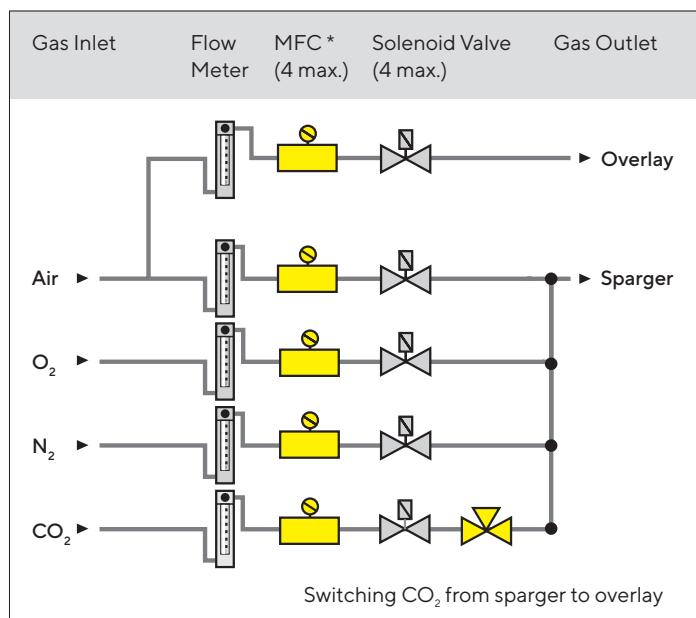 Gas Inlet
Flow Meter
MFC * (4 max.)
Solenoid Valve (4 max.)
Gas Outlet
Overlay
Air
Sparger
O₂
N₂
CO₂
Switching CO₂ from sparger to overlay